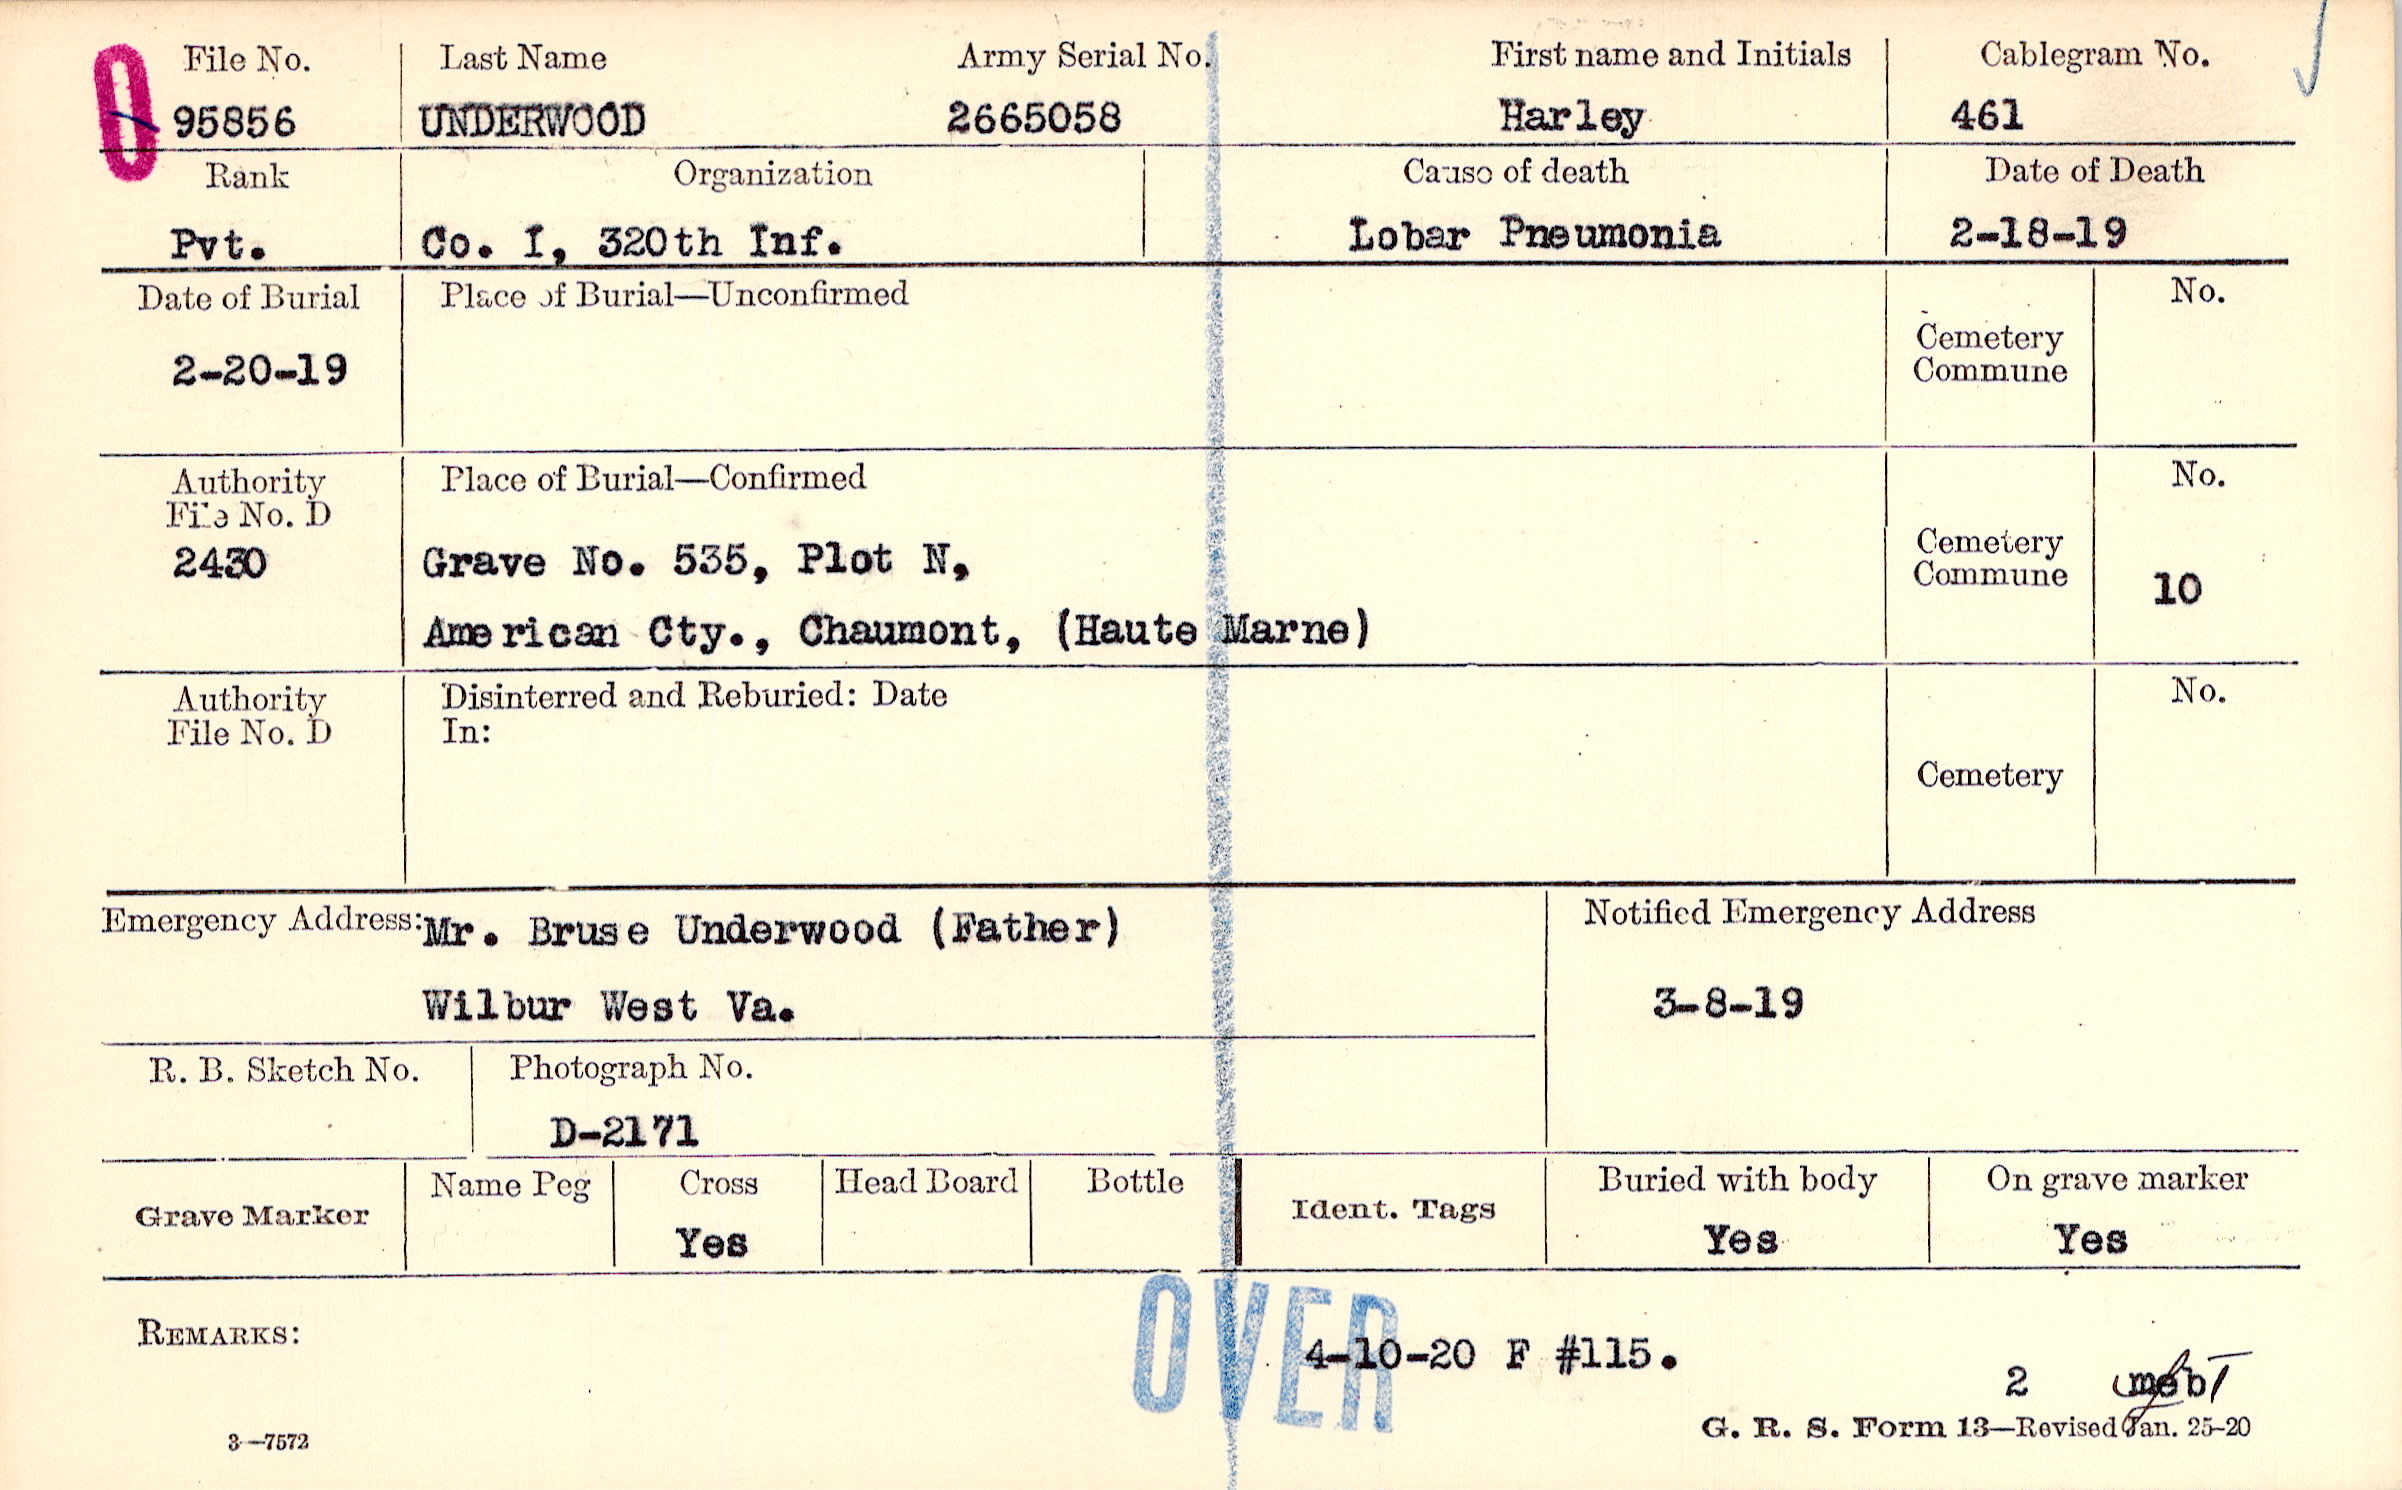 File No. Last Name Army Serial No. First name and Initials Cablegram No.
95856 UNDERWOOD 2665058 Harley 461
Rank Organization Cause of death Date of Death
Pvt. Co. I, 320th Inf. Lobar Pneumonia 2-18-19
Date of Burial Place of Burial—Unconfirmed No.
2-20-19 Cemetery
Commune
Authority Place of Burial—Confirmed No.
File No. D
2430 Grave No. 535, Plot N, Cemetery
Commune 10
American Cty., Chaumont, (Haute Marne)
Authority Disinterred and Reburied: Date No.
File No. D In:
Cemetery
Emergency Address: Mr. Bruse Underwood (Father) Notified Emergency Address
Wilbur West Va. 3-8-19
R. B. Sketch No. Photograph No.
D-2171
Grave Marker Name Peg Cross Head Board Bottle Ident. Tags Buried with body On grave marker
Yes Yes Yes
OVER
REMARKS: 4-10-20 F #115.
2 meb
3—7572 G. R. S. Form 13—Revised Jan. 25-20